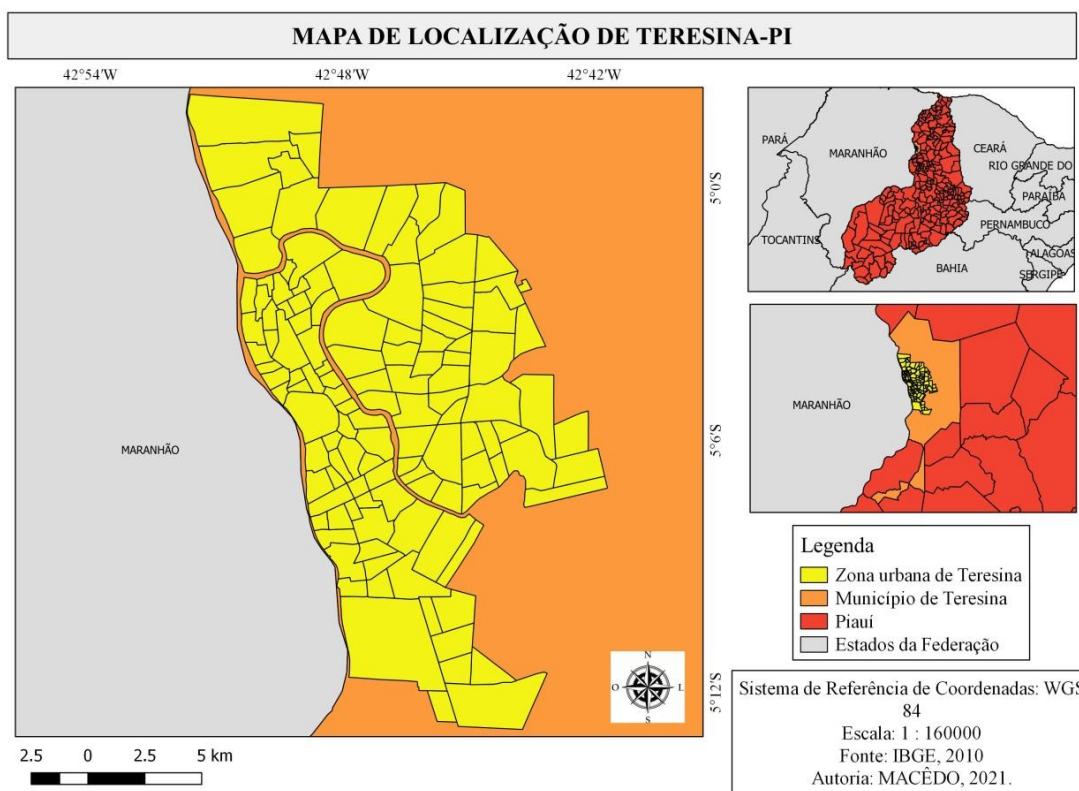 MAPA DE LOCALIZAÇÃO DE TERESINA-PI
42°54'W
42°48'W
42°42'W
5°0'S
5°6'S
5°12'S
MARANHÃO
N
O
L
S
2.5 0 2.5 5 km
PARÁ
MARANHÃO
CEARÁ
RIO GRANDE DO
PARAÍBA
PERNAMBUCO
TOCANTINS
ALAGOAS
BAHIA
SERGIPE
MARANHÃO
Legenda
Zona urbana de Teresina
Município de Teresina
Piauí
Estados da Federação
Sistema de Referência de Coordenadas: WGS
84
Escala: 1 : 160000
Fonte: IBGE, 2010
Autoria: MACÊDO, 2021.